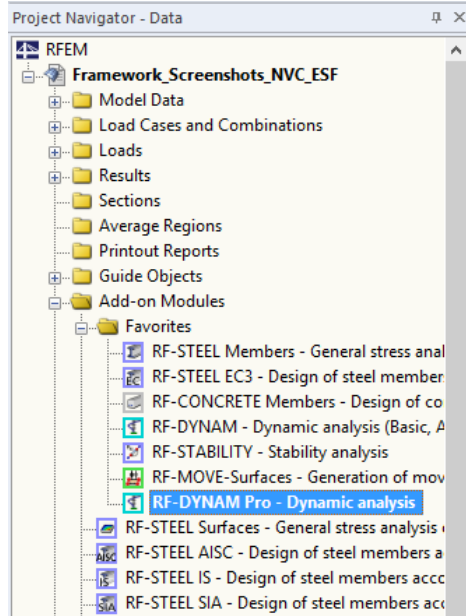 Project Navigator - Data
RFEM
Framework_Screenshots_NVC_ESF
Model Data
Load Cases and Combinations
Loads
Results
Sections
Average Regions
Printout Reports
Guide Objects
Add-on Modules
Favorites
RF-STEEL Members - General stress anal
RF-STEEL EC3 - Design of steel member
RF-CONCRETE Members - Design of co
RF-DYNAM - Dynamic analysis (Basic, A
RF-STABILITY - Stability analysis
RF-MOVE-Surfaces - Generation of mov
RF-DYNAM Pro - Dynamic analysis
RF-STEEL Surfaces - General stress analysis
RF-STEEL AISC - Design of steel members a
RF-STEEL IS - Design of steel members acco
RF-STEEL SIA - Design of steel members acc